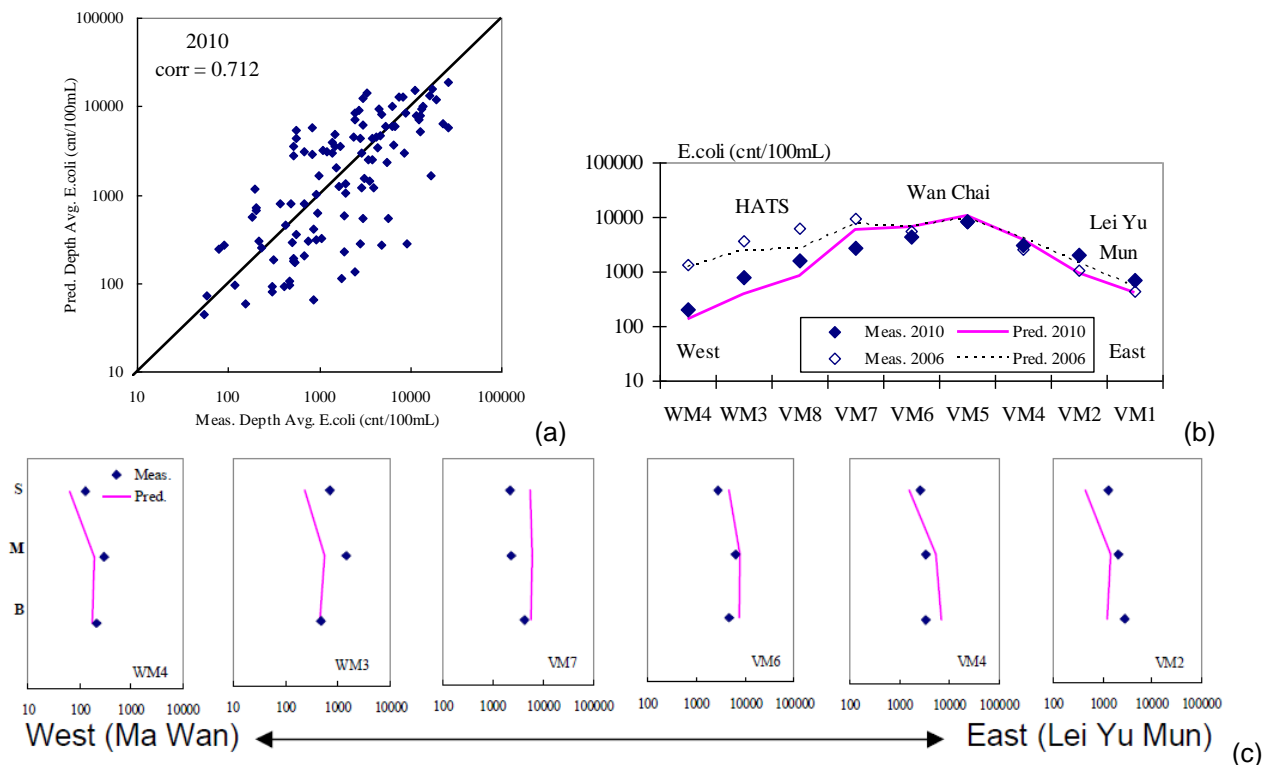 100000
10000
1000
100
10
10 100 1000 10000 100000
2010
corr = 0.712
Pred. Depth Avg. E.coli (cnt/100mL)
Meas. Depth Avg. E.coli (cnt/100mL)
(a)
E.coli (cnt/100mL)
100000
10000
1000
100
10
HATS
Wan Chai
Lei Yu
Mun
West
East
Meas. 2010 Pred. 2010
Meas. 2006 Pred. 2006
WM4 WM3 VM8 VM7 VM6 VM5 VM4 VM2 VM1
(b)
S
M
B
Meas.
Pred.
WM4 WM3 VM7 VM6 VM4 VM2
10 100 1000 10000
10 100 1000 10000
100 1000 10000 100000
100 1000 10000 100000
100 1000 10000 100000
100 1000 10000 100000
West (Ma Wan) East (Lei Yu Mun)
(c)